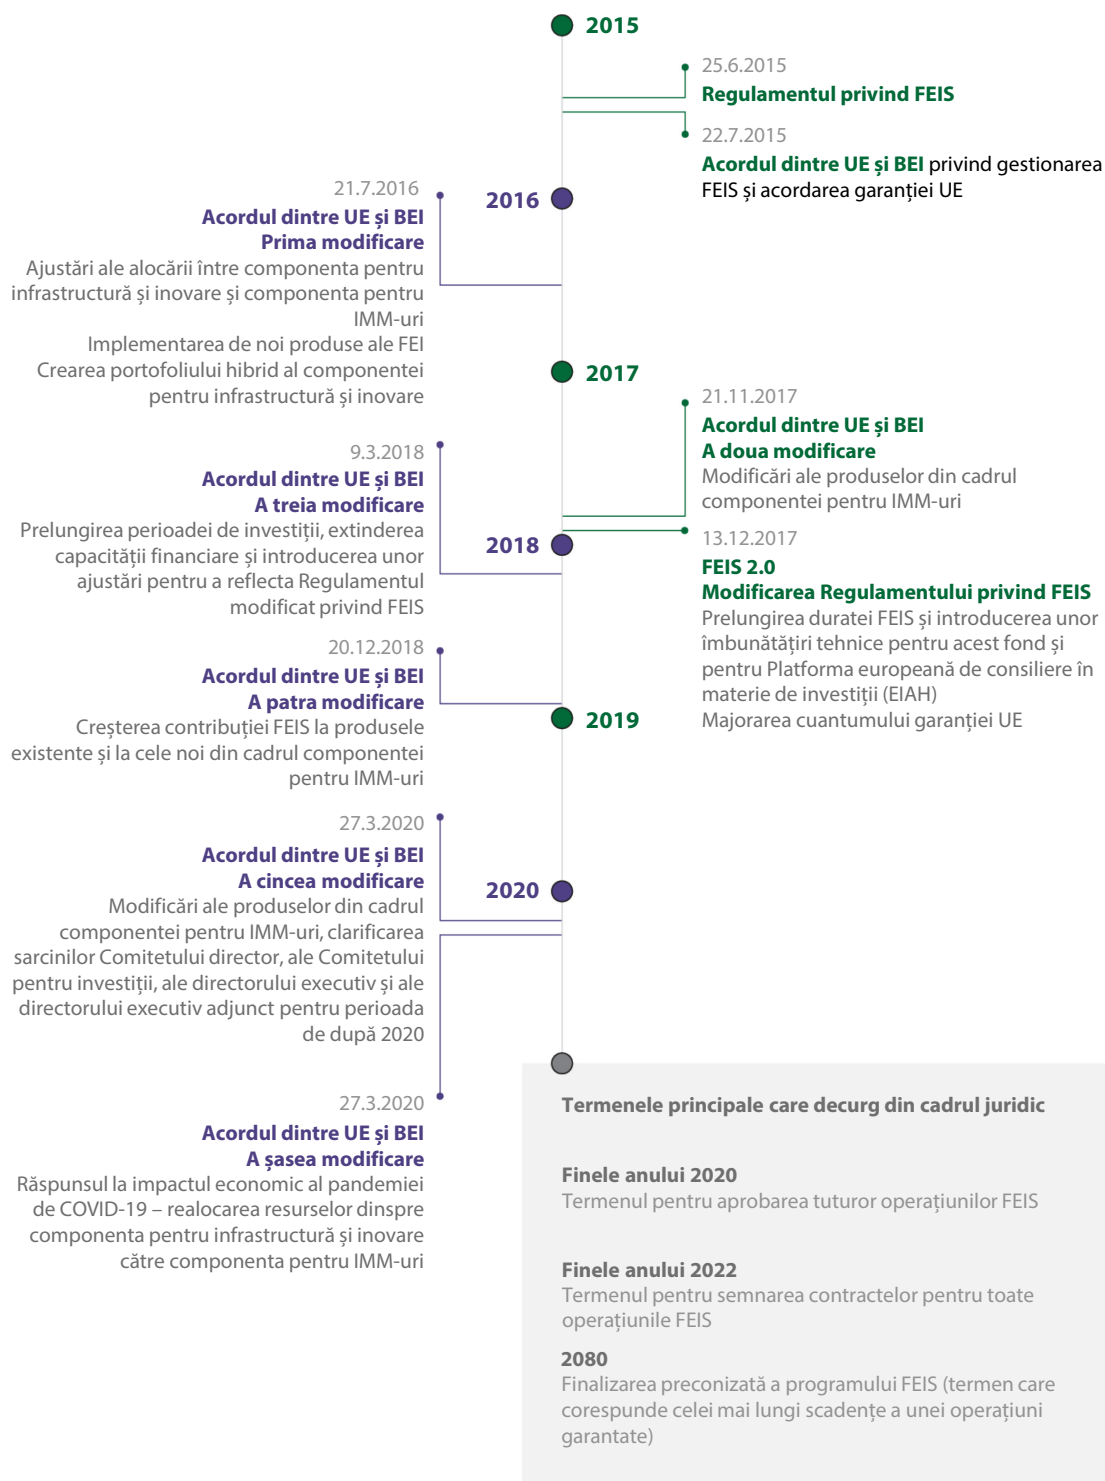 2015
25.6.2015
Regulamentul privind FEIS
22.7.2015
Acordul dintre UE și BEI privind gestionarea
FEIS și acordarea garanției UE
2016
21.7.2016
Acordul dintre UE și BEI
Prima modificare
Ajustări ale alocării între componenta pentru
infrastructură și inovare și componenta pentru
IMM-uri
Implementarea de noi produse ale FEI
Crearea portofoliului hibrid al componentei
pentru infrastructură și inovare
2017
21.11.2017
Acordul dintre UE și BEI
A doua modificare
Modificări ale produselor din cadrul
componentei pentru IMM-uri
13.12.2017
FEIS 2.0
Modificarea Regulamentului privind FEIS
Prelungirea duratei FEIS și introducerea unor
îmbunătățiri tehnice pentru acest fond și
pentru Platforma europeană de consiliere în
materie de investiții (EIAH)
Majorarea cuantumului garanției UE
2018
9.3.2018
Acordul dintre UE și BEI
A treia modificare
Prelungirea perioadei de investiții, extinderea
capacității financiare și introducerea unor
ajustări pentru a reflecta Regulamentul
modificat privind FEIS
20.12.2018
Acordul dintre UE și BEI
A patra modificare
Creșterea contribuției FEIS la produsele
existente și la cele noi din cadrul componentei
pentru IMM-uri
2019
2020
27.3.2020
Acordul dintre UE și BEI
A cincea modificare
Modificări ale produselor din cadrul
componentei pentru IMM-uri, clarificarea
sarcinilor Comitetului director, ale Comitetului
pentru investiții, ale directorului executiv și ale
directorului executiv adjunct pentru perioada
de după 2020
27.3.2020
Acordul dintre UE și BEI
A șasea modificare
Răspunsul la impactul economic al pandemiei
de COVID-19 – realocarea resurselor dinspre
componenta pentru infrastructură și inovare
către componenta pentru IMM-uri
Termenele principale care decurg din cadrul juridic
Finele anului 2020
Termenul pentru aprobarea tuturor operațiunilor FEIS
Finele anului 2022
Termenul pentru semnarea contractelor pentru toate
operațiunile FEIS
2080
Finalizarea preconizată a programului FEIS (termen care
corespunde celei mai lungi scadențe a unei operațiuni
garantate)